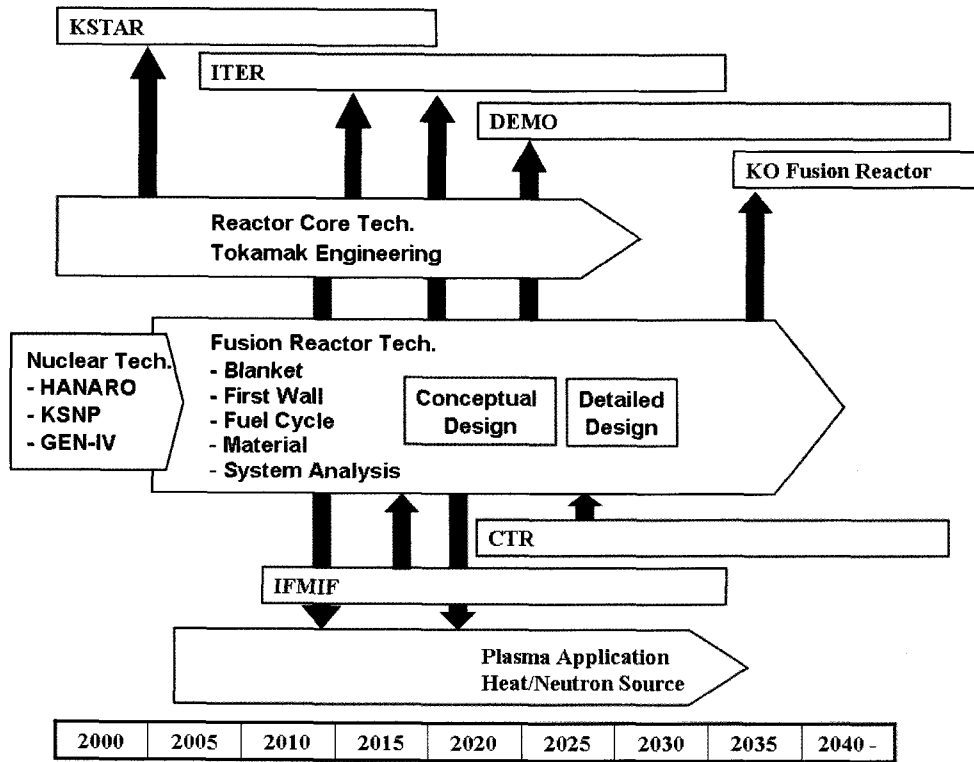 KSTAR
ITER
DEMO
KO Fusion Reactor
Reactor Core Tech.
Tokamak Engineering
Nuclear Tech.
- HANARO
- KSNP
- GEN-IV
Fusion Reactor Tech.
- Blanket
- First Wall
- Fuel Cycle
- Material
- System Analysis
Conceptual
Design
Detailed
Design
CTR
IFMIF
Plasma Application
Heat/Neutron Source
2000 2005 2010 2015 2020 2025 2030 2035 2040 -